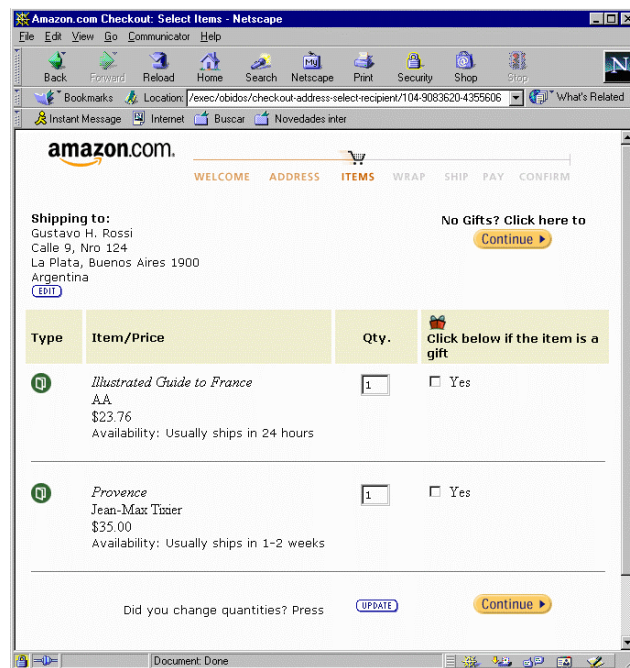 Amazon.com Checkout: Select Items - Netscape
File Edit View Go Communicator Help
Back Forward Reload Home Search Netscape Print Security Shop Stop
My
N
Bookmarks Location: /exec/obidos/checkout-address-select-recipient/104-9083620-4355606 What's Related
Instant Message Internet Buscar Novedades inter
amazon.com.
WELCOME ADDRESS ITEMS WRAP SHIP PAY CONFIRM
Shipping to:
Gustavo H. Rossi
Calle 9, Nro 124
La Plata, Buenos Aires 1900
Argentina
EDIT
No Gifts? Click here to
Continue
Type Item/Price Qty. Click below if the item is a
gift
Illustrated Guide to France 1 Yes
AA
$23.76
Availability: Usually ships in 24 hours
Provence 1 Yes
Jean-Max Tixier
$35.00
Availability: Usually ships in 1-2 weeks
Did you change quantities? Press UPDATE Continue
Document: Done